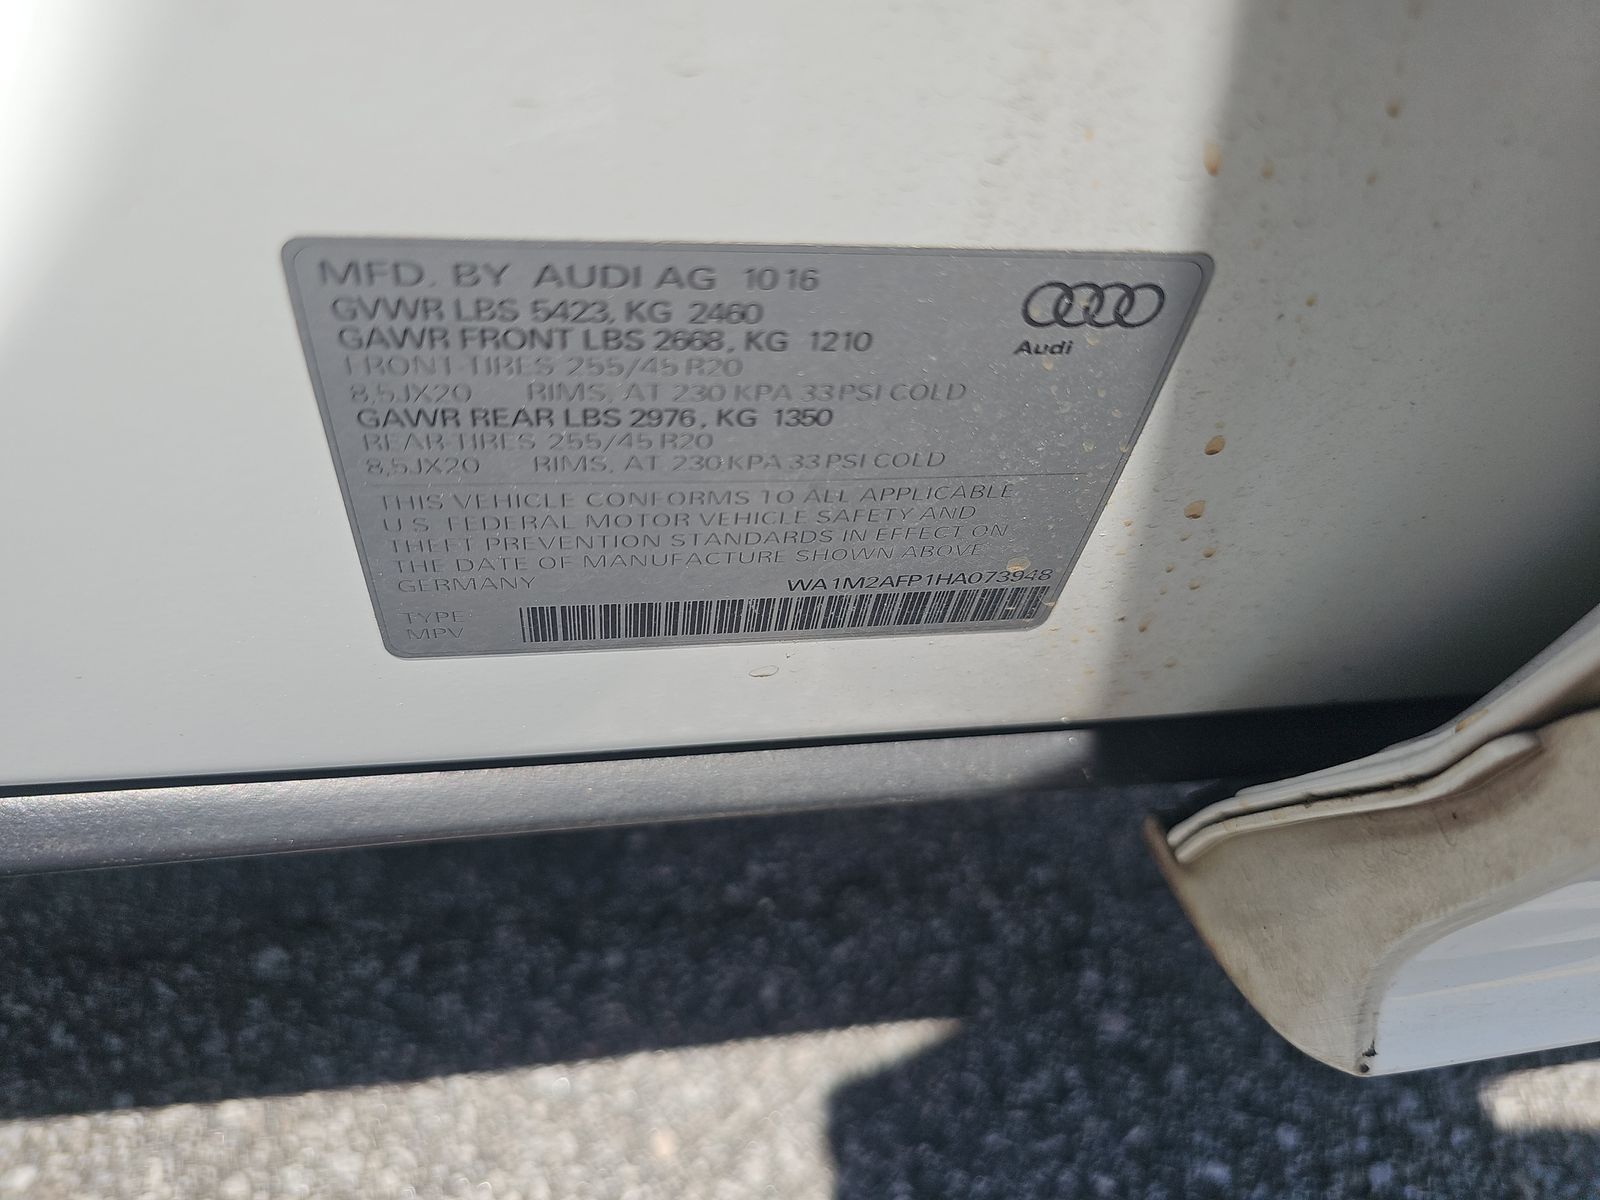 MFD. BY AUDI AG 10 16
GVWR LBS 5423, KG 2460
GAWR FRONT LBS 2668, KG 1210
FRONT-TIRES 255/45 R20
8,5JX20 RIMS, AT 230 KPA 33 PSI COLD
GAWR REAR LBS 2976, KG 1350
REAR-TIRES 255/45 R20
8,5JX20 RIMS, AT 230 KPA 33 PSI COLD
Audi
THIS VEHICLE CONFORMS TO ALL APPLICABLE
U.S. FEDERAL MOTOR VEHICLE SAFETY AND
THEFT PREVENTION STANDARDS IN EFFECT ON
THE DATE OF MANUFACTURE SHOWN ABOVE
GERMANY WA1M2AFP1HA073948
TYPE
MPV